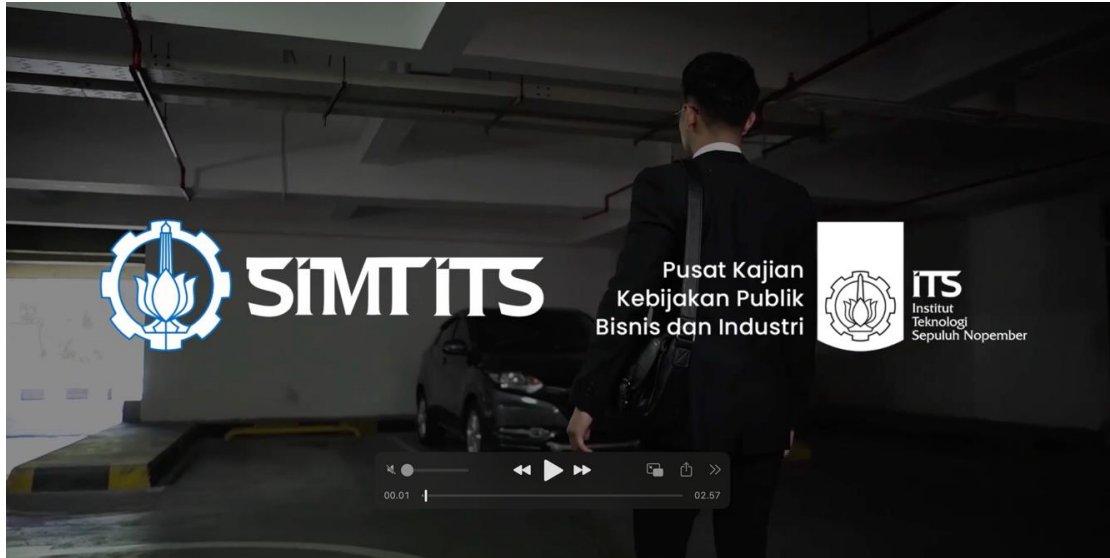 SIMT ITS
Pusat Kajian
Kebijakan Publik
Bisnis dan Industri
ITS
Institut
Teknologi
Sepuluh Nopember
00.01
02.57